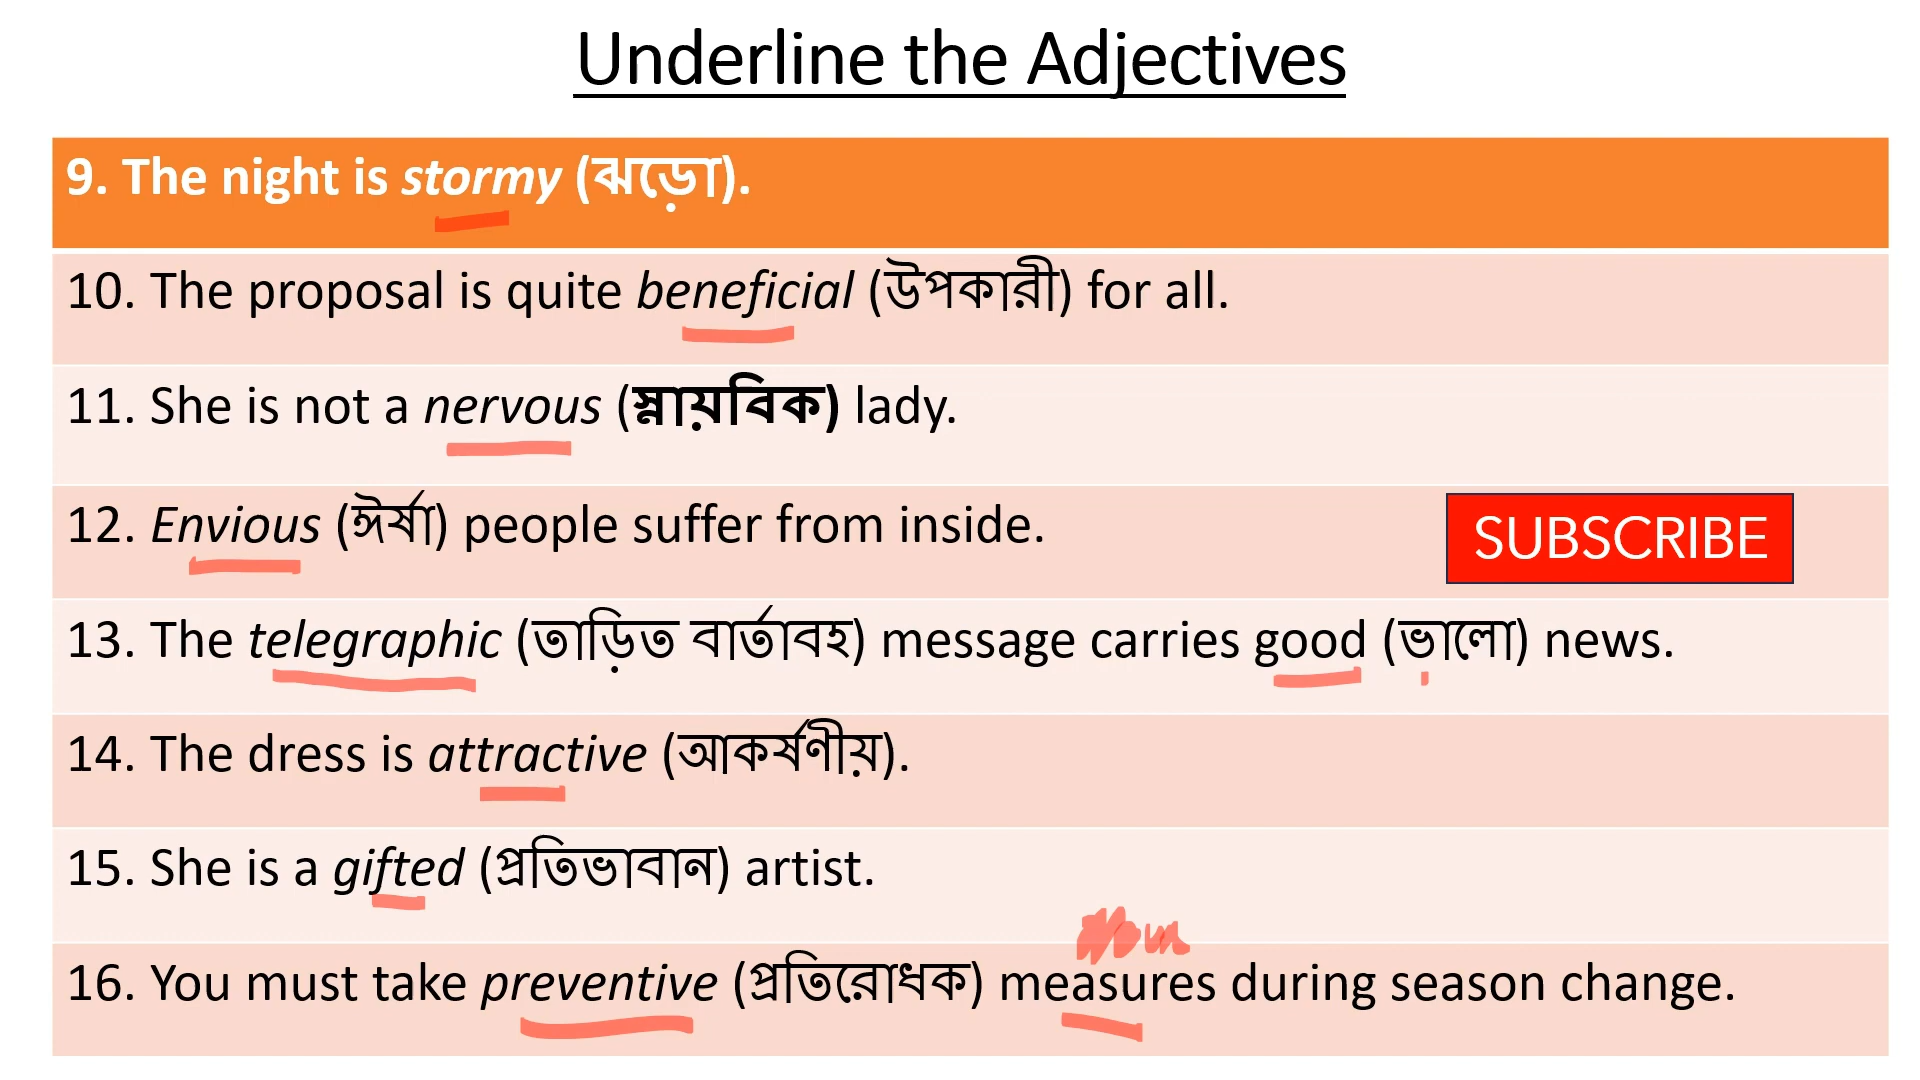 Underline the Adjectives
9. The night is stormy (ঝড়ো).
10. The proposal is quite beneficial (উপকারী) for all.
11. She is not a nervous (স্নায়বিক) lady.
12. Envious (ঈর্ষা) people suffer from inside.
SUBSCRIBE
13. The telegraphic (তাড়িত বার্তাবহ) message carries good (ভালো) news.
14. The dress is attractive (আকর্ষণীয়).
15. She is a gifted (প্রতিভাবান) artist.
16. You must take preventive (প্রতিরোধক) measures during season change.